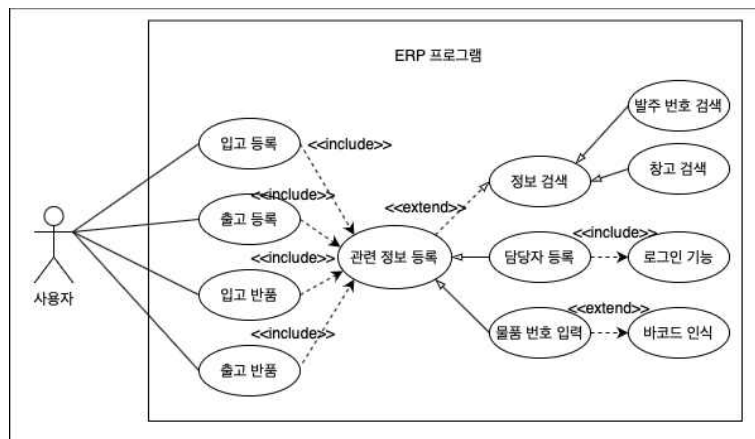 ERP 프로그램
발주 번호 검색
입고 등록
<<include>>
창고 검색
정보 검색
<<include>>
<<extend>>
출고 등록
<<include>>
관련 정보 등록
담당자 등록
<<include>>
로그인 기능
사용자
입고 반품
<<include>>
물품 번호 입력
<<extend>>
바코드 인식
출고 반품